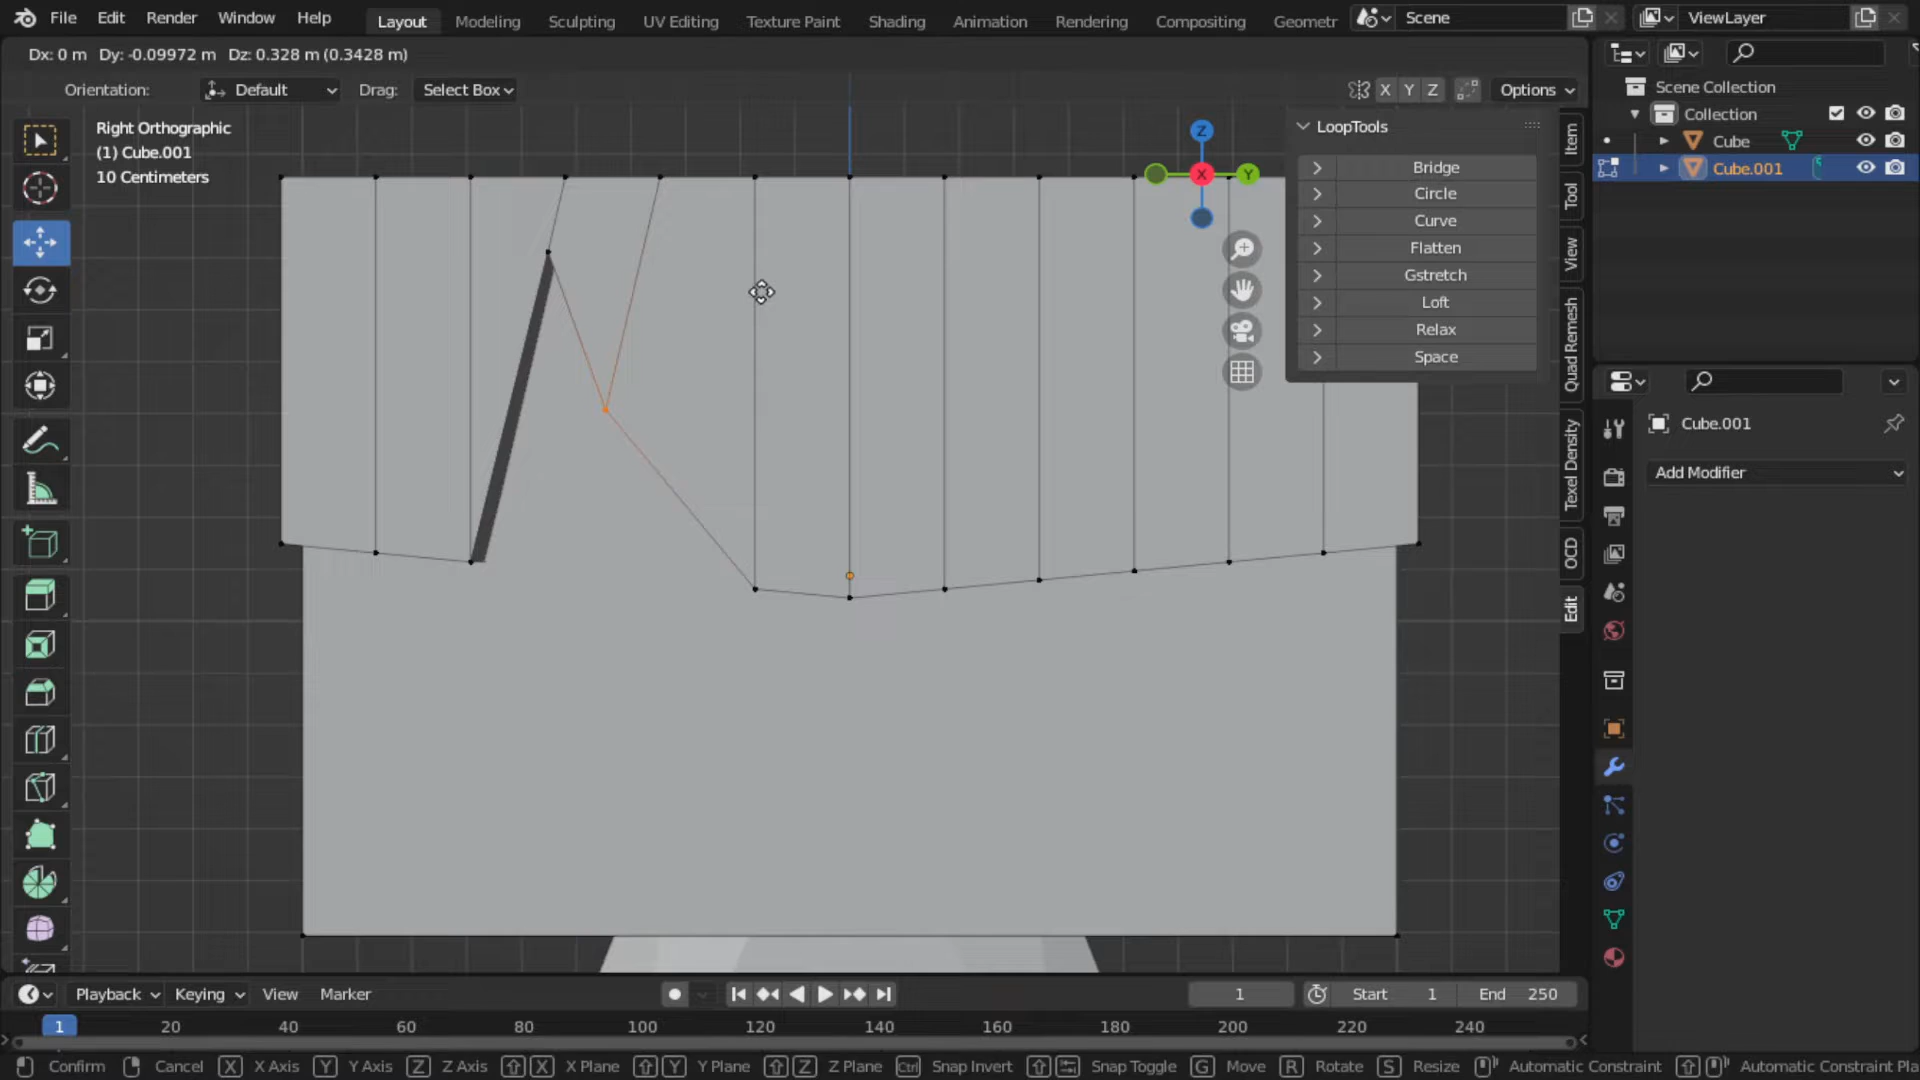 File Edit Render Window Help Layout Modeling Sculpting UV Editing Texture Paint Shading Animation Rendering Compositing Geometr Scene ViewLayer
Dx: 0 m Dy: -0.09972 m Dz: 0.328 m (0.3428 m)
Orientation: Default Drag: Select Box X Y Z Options
Right Orthographic
(1) Cube.001
10 Centimeters
Z
X
Y
LoopTools
Bridge
Circle
Curve
Flatten
Gstretch
Loft
Relax
Space
Item
Tool
View
Quad Remesh
Texel Density
OCD
Edit
Scene Collection
Collection
Cube
Cube.001
Cube.001
Add Modifier
Playback Keying View Marker 1 Start 1 End 250
1 20 40 60 80 100 120 140 160 180 200 220 240
Confirm Cancel X X Axis Y Y Axis Z Z Axis X X Plane Y Y Plane Z Z Plane Ctrl Snap Invert Snap Toggle G Move R Rotate S Resize Automatic Constraint Automatic Constraint Pla